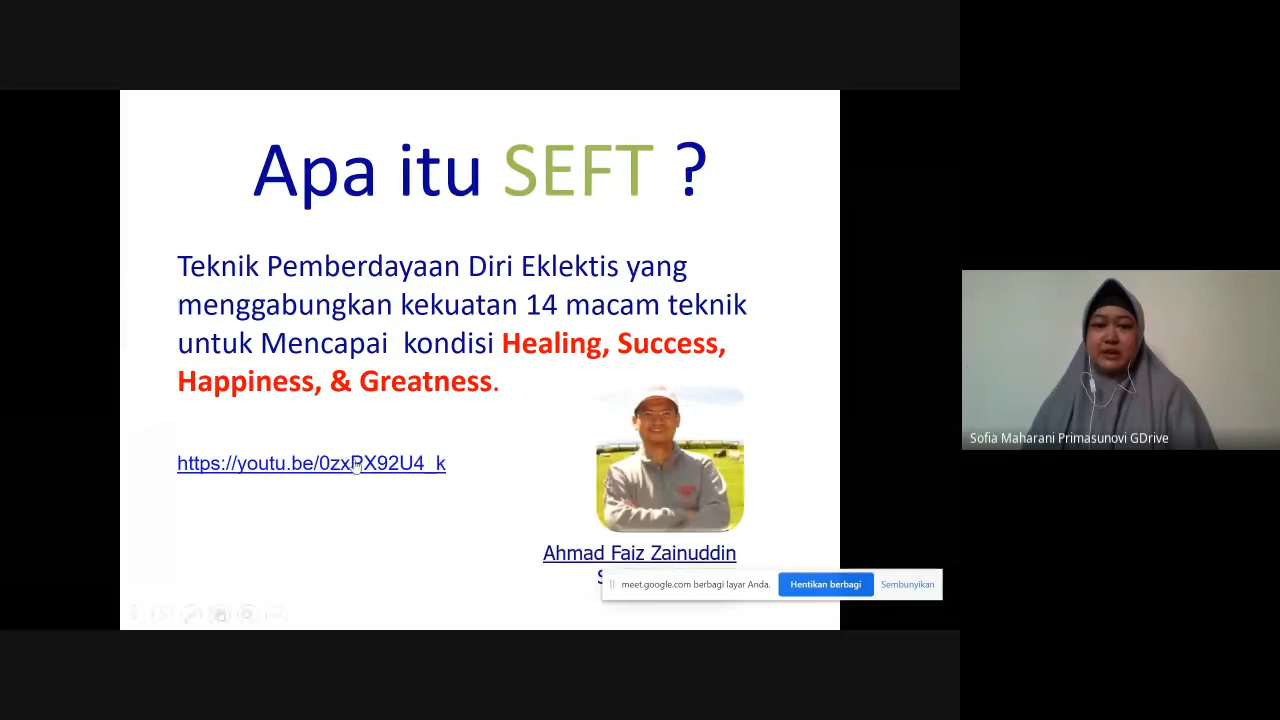 Apa itu SEFT ?
Teknik Pemberdayaan Diri Eklektis yang
menggabungkan kekuatan 14 macam teknik
untuk Mencapai kondisi Healing, Success,
Happiness, & Greatness.
https://youtu.be/0zxRX92U4_k
Ahmad Faiz Zainuddin
meet.google.com berbagi layar Anda.
Hentikan berbagi
Sembunyikan
Sofia Maharani Primasunovi GDrive